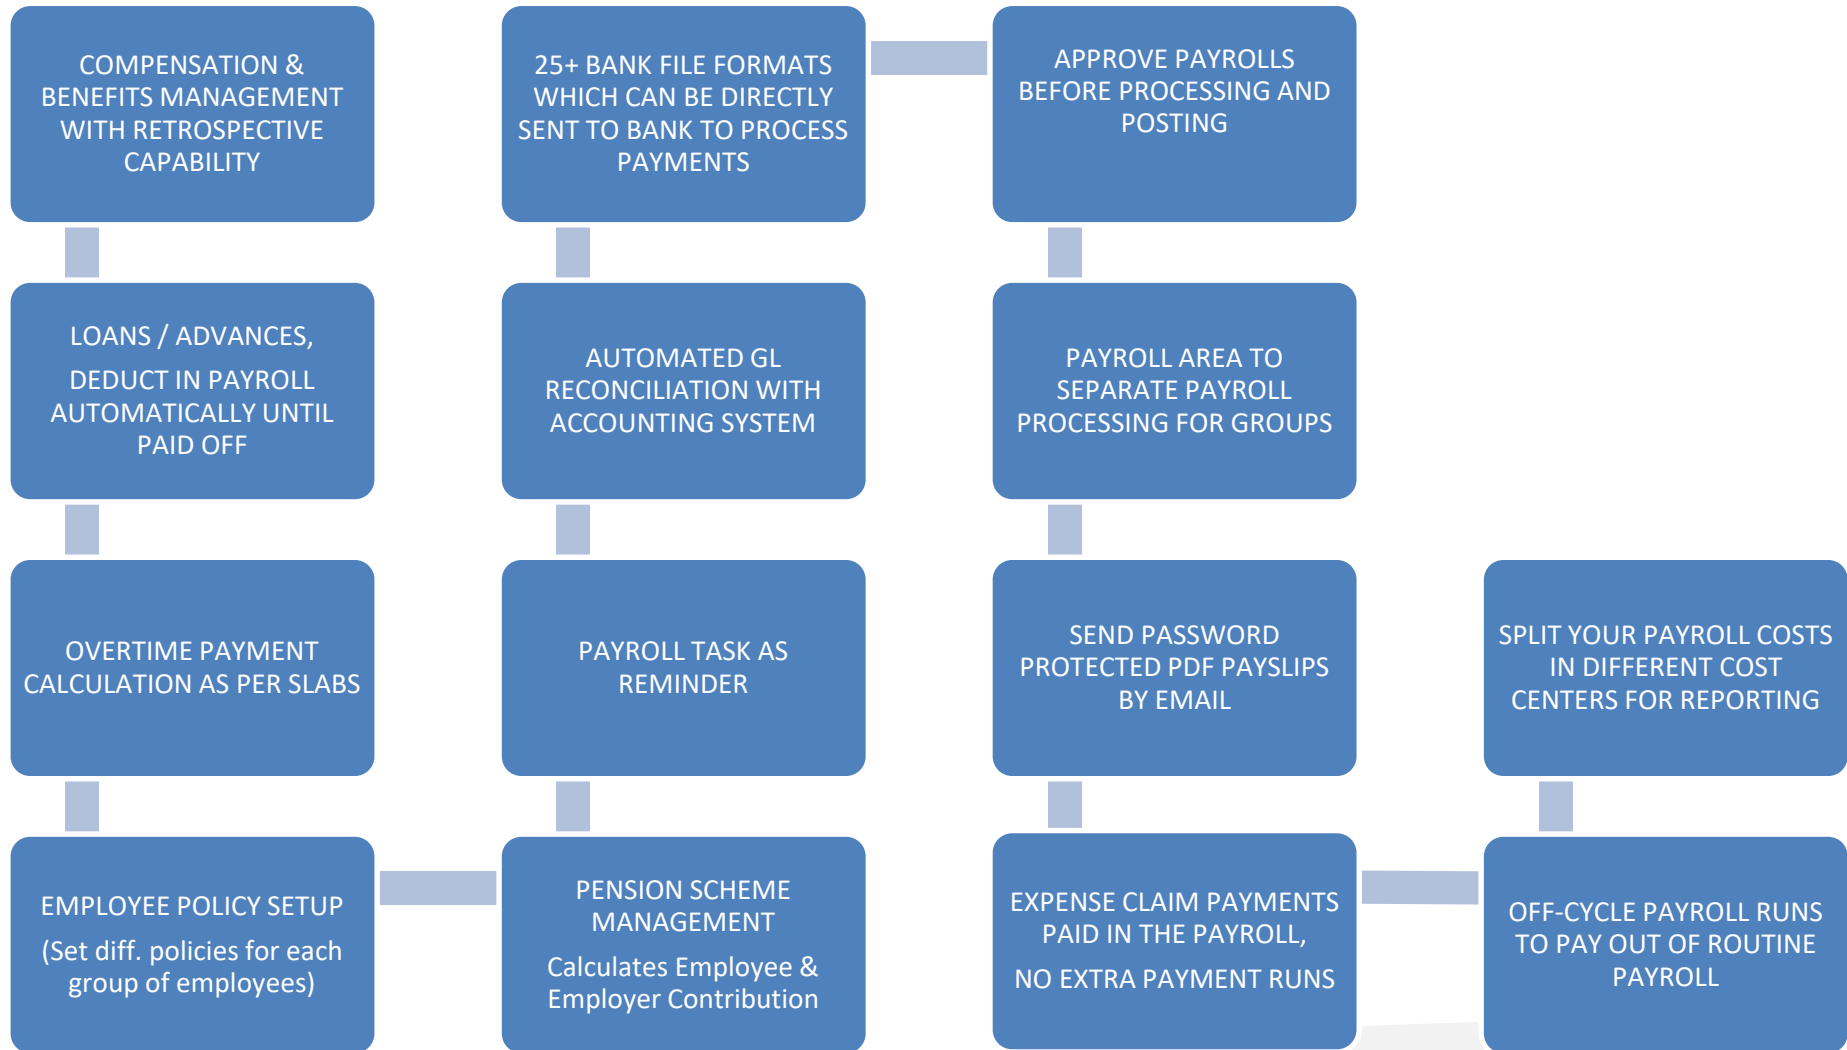 COMPENSATION &
BENEFITS MANAGEMENT
WITH RETROSPECTIVE
CAPABILITY
LOANS / ADVANCES,
DEDUCT IN PAYROLL
AUTOMATICALLY UNTIL
PAID OFF
OVERTIME PAYMENT
CALCULATION AS PER SLABS
EMPLOYEE POLICY SETUP
(Set diff. policies for each
group of employees)
PENSION SCHEME
MANAGEMENT
Calculates Employee &
Employer Contribution
PAYROLL TASK AS
REMINDER
AUTOMATED GL
RECONCILIATION WITH
ACCOUNTING SYSTEM
25+ BANK FILE FORMATS
WHICH CAN BE DIRECTLY
SENT TO BANK TO PROCESS
PAYMENTS
APPROVE PAYROLLS
BEFORE PROCESSING AND
POSTING
PAYROLL AREA TO
SEPARATE PAYROLL
PROCESSING FOR GROUPS
SEND PASSWORD
PROTECTED PDF PAYSLIPS
BY EMAIL
EXPENSE CLAIM PAYMENTS
PAID IN THE PAYROLL,
NO EXTRA PAYMENT RUNS
OFF-CYCLE PAYROLL RUNS
TO PAY OUT OF ROUTINE
PAYROLL
SPLIT YOUR PAYROLL COSTS
IN DIFFERENT COST
CENTERS FOR REPORTING